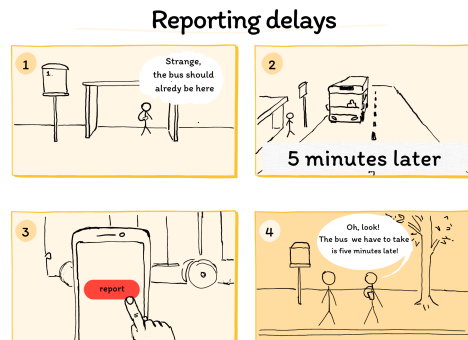 Reporting delays
1
1.
Strange,
the bus should
alredy be here
2
5 minutes later
3
report
4
Oh, look!
The bus we have to take
is five minutes late!